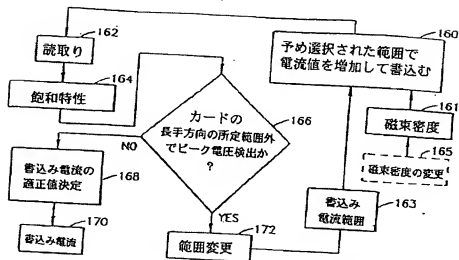 162
読取り
164
飽和特性
160
予め選択された範囲で
電流値を増加して書込む
161
磁束密度
165
磁束密度の変更
カードの
長手方向の所定範囲外
でピーク電圧検出か
?
166
NO
書込み電流の
適正値決定
168
170
書込み電流
YES
172
範囲変更
書込み
電流範囲
163